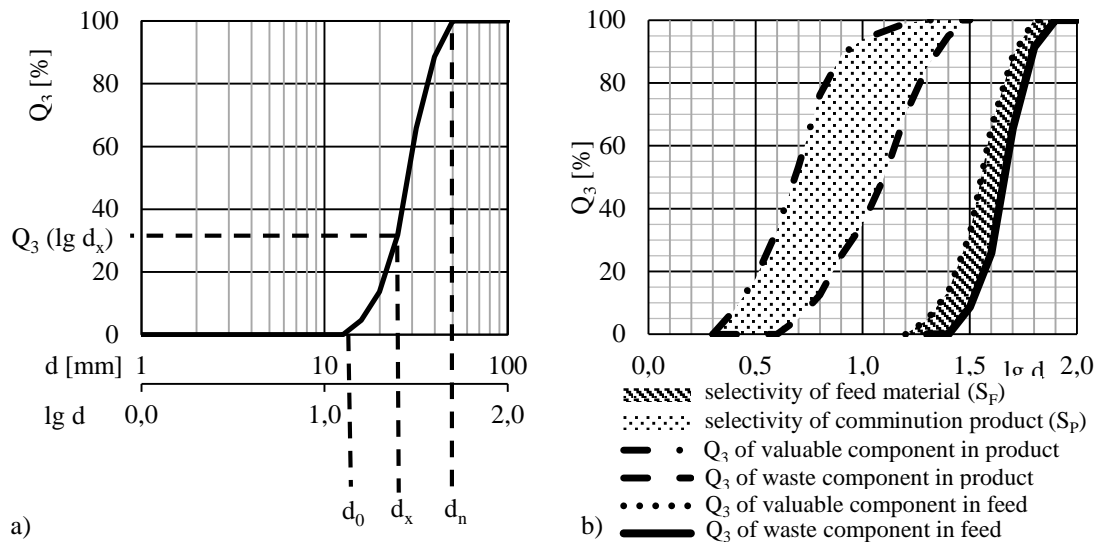 100
80
60
40
20
0
Q3 [%]
Q3 (lg dx)
d [mm] 1 10 100
lg d 0,0 1,0 2,0
d0 dx dn
a)
100
80
60
40
20
0
Q3 [%]
0,0 0,5 1,0 1,5 2,0
lg d
selectivity of feed material (SF)
selectivity of comminution product (SP)
Q3 of valuable component in product
Q3 of waste component in product
Q3 of valuable component in feed
Q3 of waste component in feed
b)